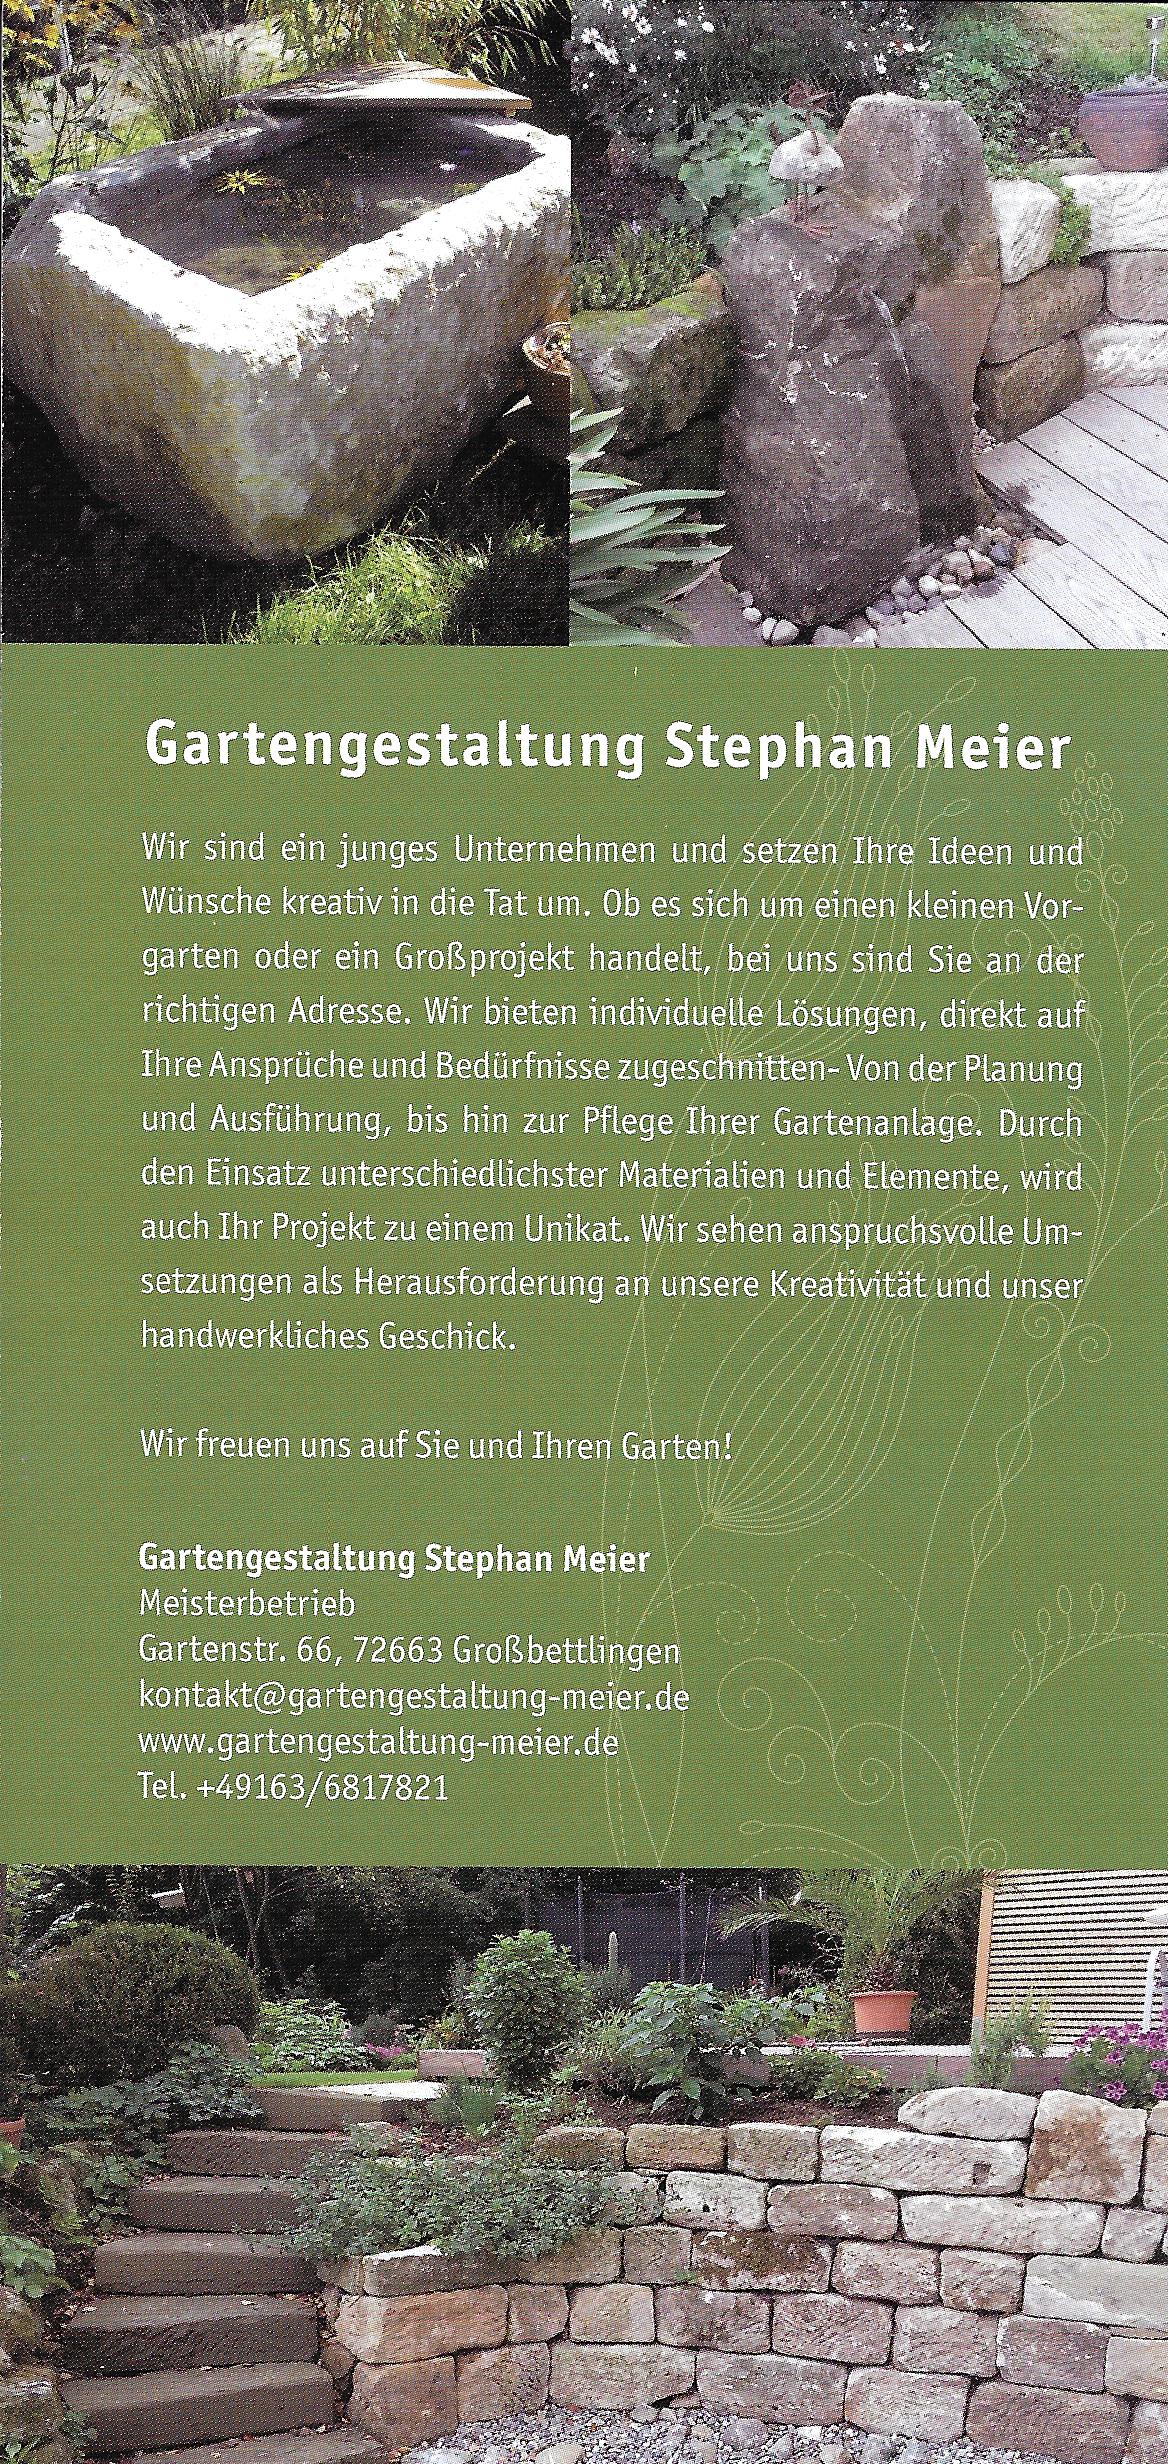 Gartengestaltung Stephan Meier
Wir sind ein junges Unternehmen und setzen Ihre Ideen und
Wünsche kreativ in die Tat um. Ob es sich um einen kleinen Vor-
garten oder ein Großprojekt handelt, bei uns sind Sie an der
richtigen Adresse. Wir bieten individuelle Lösungen, direkt auf
Ihre Ansprüche und Bedürfnisse zugeschnitten- Von der Planung
und Ausführung, bis hin zur Pflege Ihrer Gartenanlage. Durch
den Einsatz unterschiedlichster Materialien und Elemente, wird
auch Ihr Projekt zu einem Unikat. Wir sehen anspruchsvolle Um-
setzungen als Herausforderung an unsere Kreativität und unser
handwerkliches Geschick.
Wir freuen uns auf Sie und Ihren Garten!
Gartengestaltung Stephan Meier
Meisterbetrieb
Gartenstr. 66, 72663 Großbettlingen
kontakt@gartengestaltung-meier.de
www.gartengestaltung-meier.de
Tel. +49163/6817821